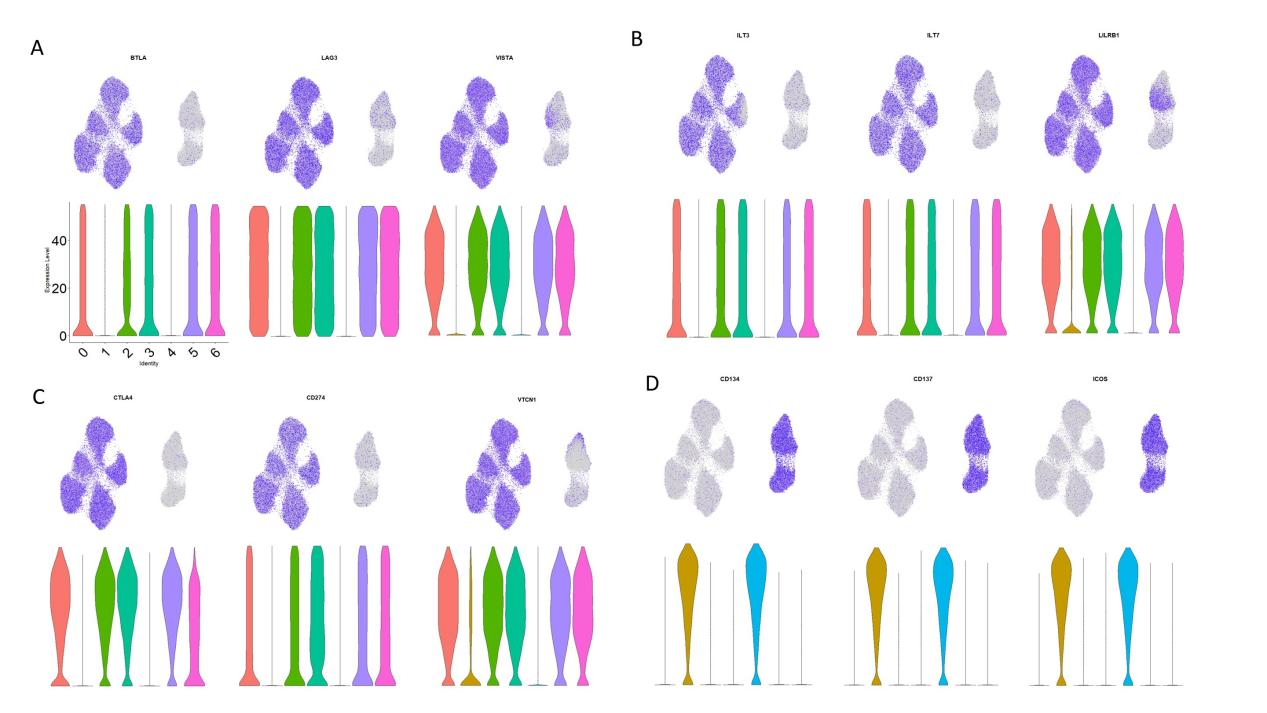 A
BTLA
LAG3
VISTA
Expression Level
40
20
0
0 1 2 3 4 5 6
Identity
B
ILT3
ILT7
LILRB1
C
CTLA4
CD274
VTCN1
D
CD134
CD137
ICOS